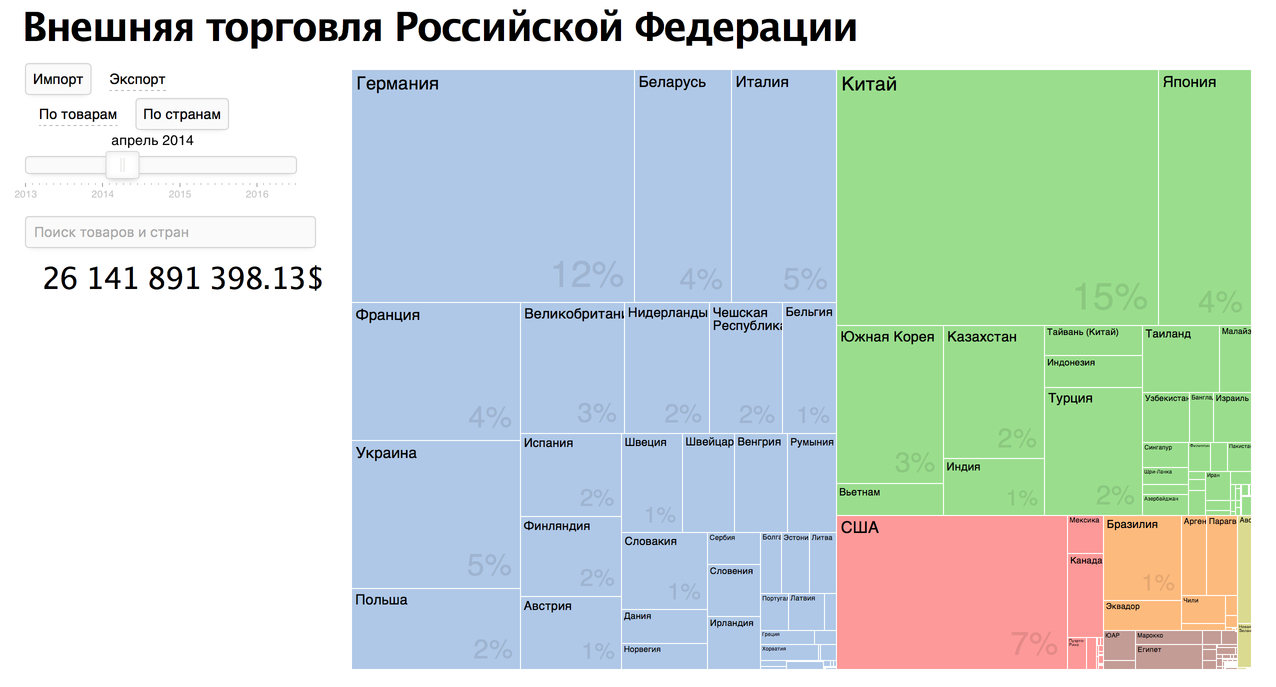 Внешняя торговля Российской Федерации
Импорт
Экспорт
По товарам
По странам
апрель 2014
2013
2014
2015
2016
Поиск товаров и стран
26 141 891 398.13$
Германия
12%
Беларусь
4%
Италия
5%
Франция
4%
Великобритани
3%
Нидерланды
2%
Чешская
Республика
2%
Бельгия
1%
Украина
5%
Польша
2%
Испания
2%
Финляндия
2%
Австрия
1%
Швеция
1%
Швейцар
Венгрия
Румыния
Словакия
1%
Дания
Норвегия
Сербия
Словения
Ирландия
Болга
Эстони
Литва
Португал
Латвия
Греция
Хорватия
Китай
15%
Япония
4%
Южная Корея
3%
Вьетнам
Казахстан
2%
Индия
1%
Тайвань (Китай)
Индонезия
Турция
2%
Таиланд
Малайз
Узбекистан
Бангла
Израиль
Сингапур
Пакистан
Шри-Ланка
Иран
Азербайджан
США
7%
Мексика
Канада
Бразилия
1%
Эквадор
Арген
Параг
Чили
ЮАР
Марокко
Египет
Авс